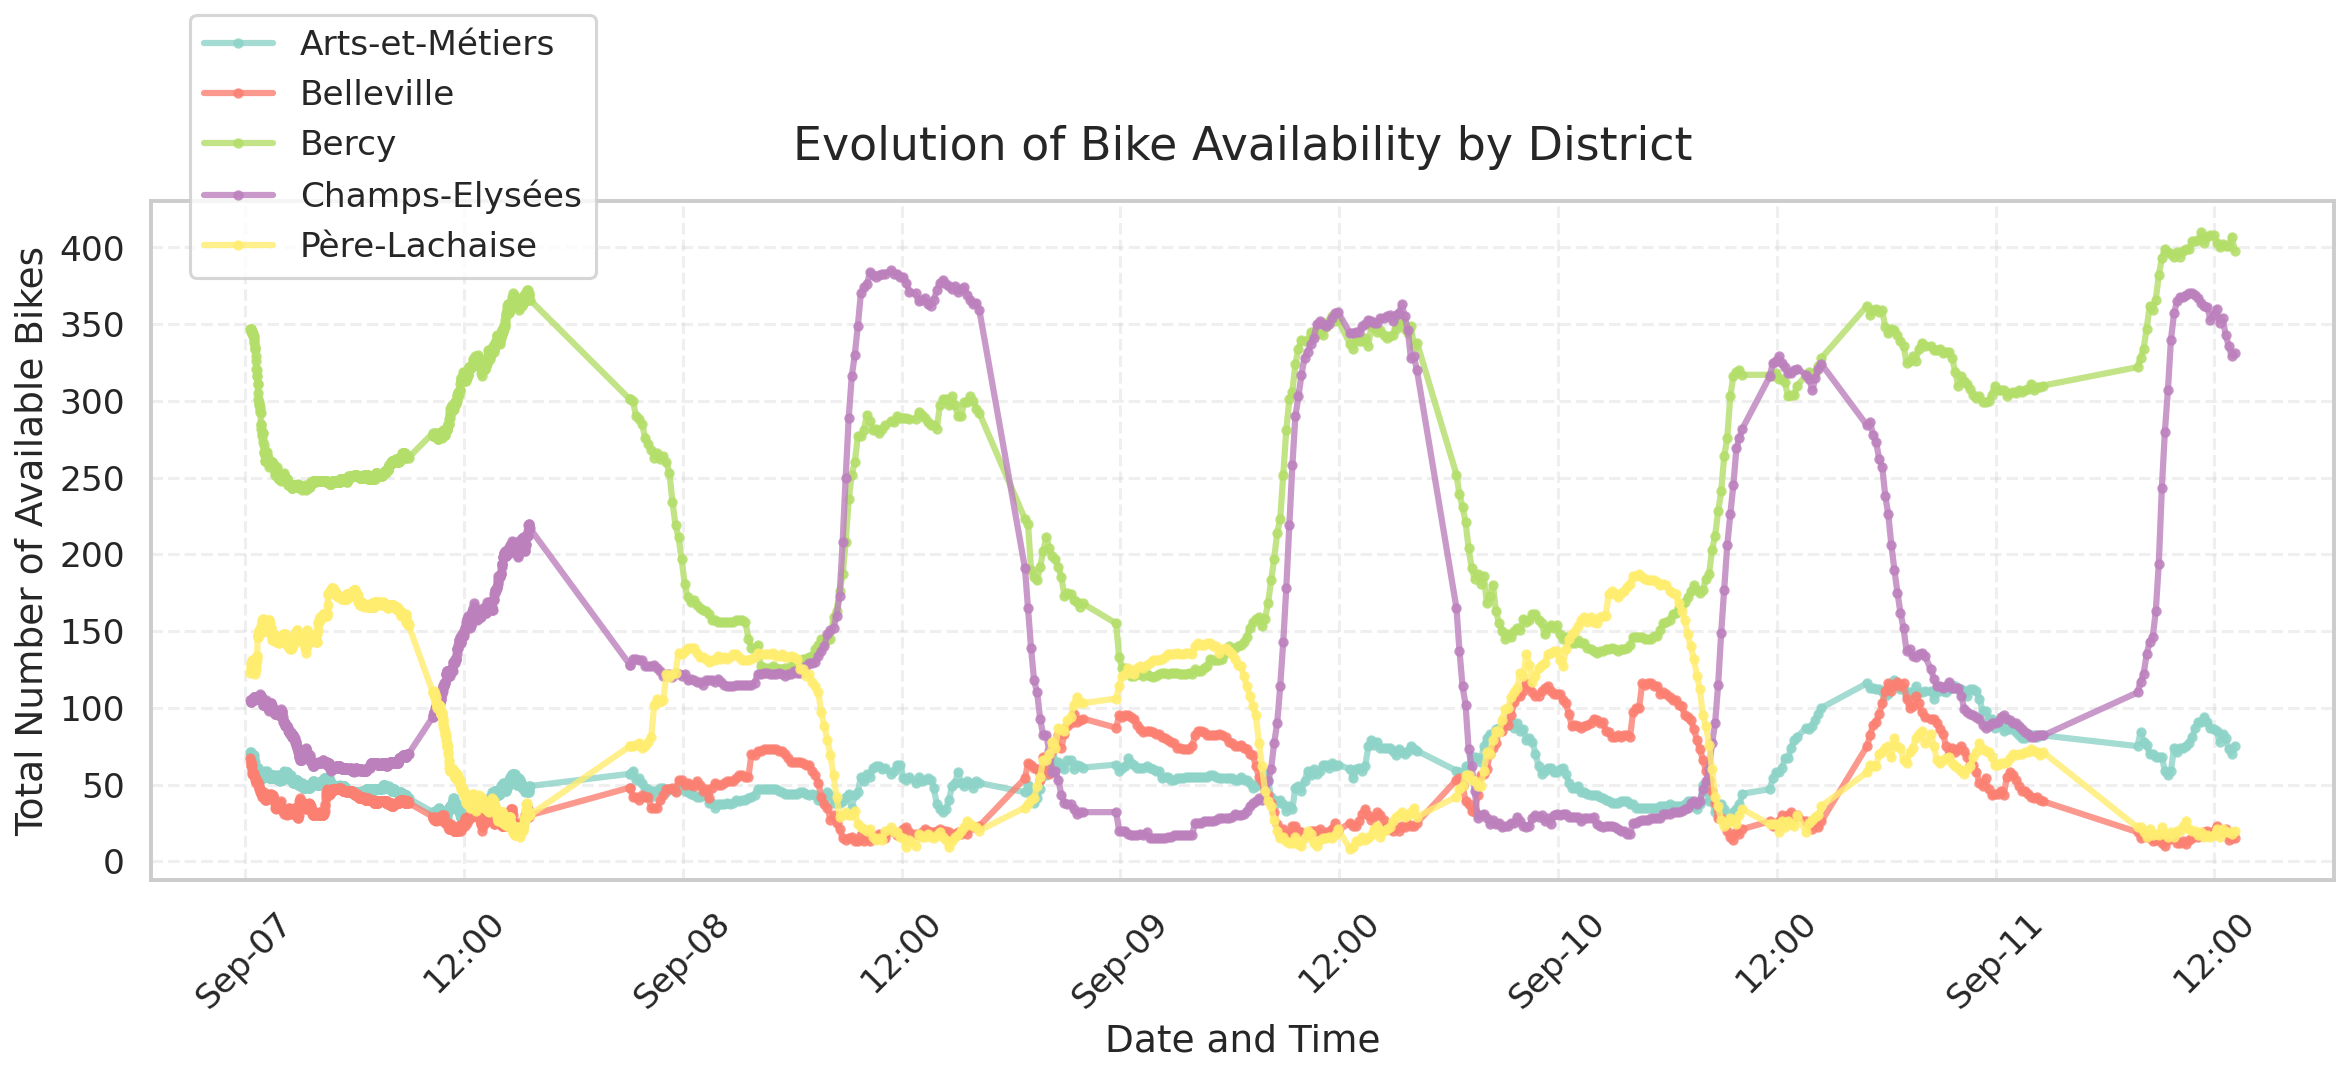 Arts-et-Métiers
Belleville
Bercy
Champs-Elysées
Père-Lachaise
Evolution of Bike Availability by District
Total Number of Available Bikes
400
350
300
250
200
150
100
50
0
Sep-07
12:00
Sep-08
12:00
Sep-09
12:00
Sep-10
12:00
Sep-11
12:00
Date and Time